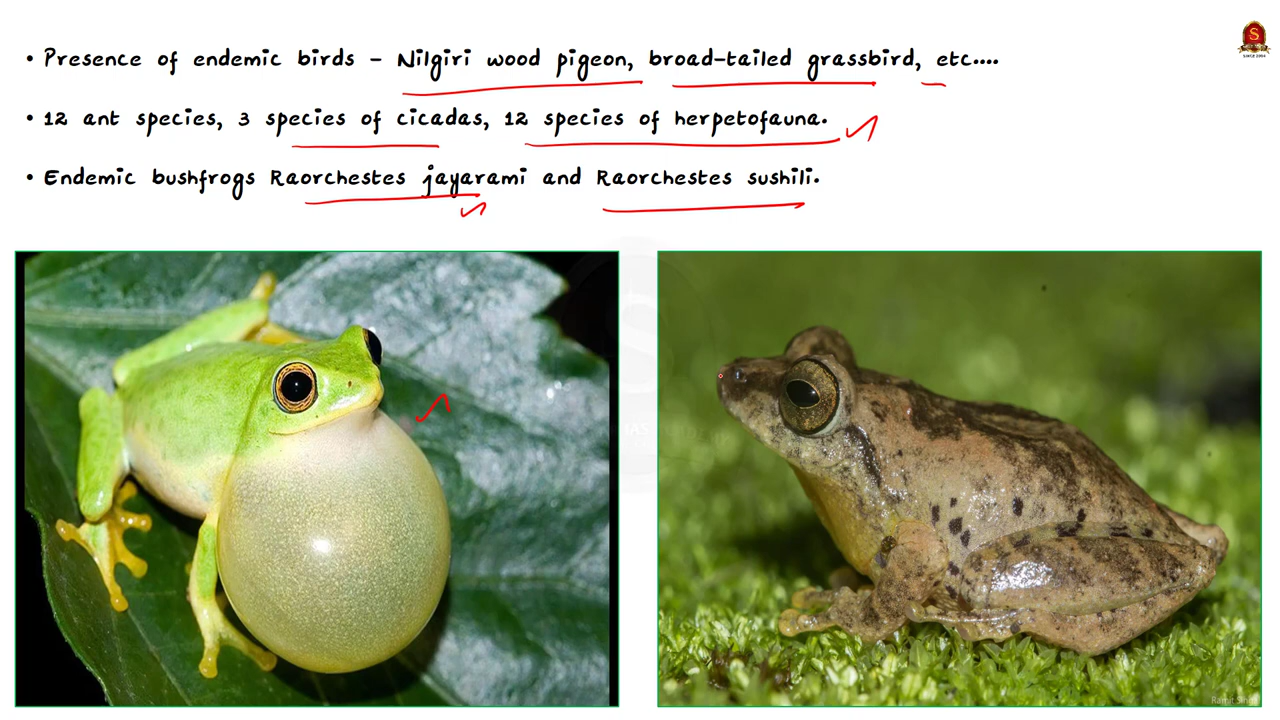 • Presence of endemic birds – Nilgiri wood pigeon, broad-tailed grassbird, etc....
• 12 ant species, 3 species of cicadas, 12 species of herpetofauna.
• Endemic bushfrogs Raorchestes jayarami and Raorchestes sushili.